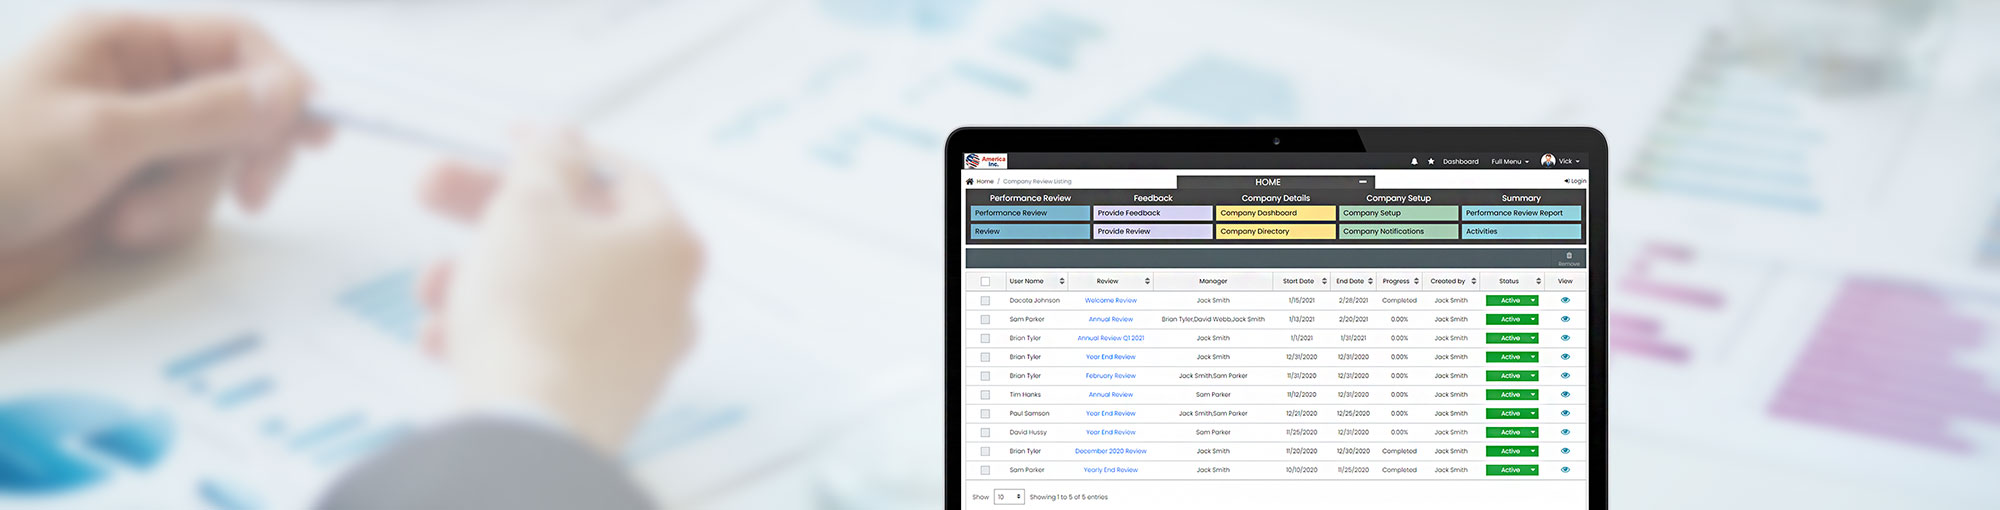 America
Inc.
Dashboard Full Menu Vick
Home / Company Review Listing
HOME
Login
Performance Review Feedback Company Details Company Setup Summary
Performance Review Provide Feedback Company Dashboard Company Setup Performance Review Report
Review Provide Review Company Directory Company Notifications Activities
Remove
User Name Review Manager Start Date End Date Progress Created by Status View
Dacota Johnson Welcome Review Jack Smith 1/15/2021 2/28/2021 Completed Jack Smith Active
Sam Parker Annual Review Brian Tyler,David Webb,Jack Smith 1/13/2021 2/20/2021 0.00% Jack Smith Active
Brian Tyler Annual Review Q1 2021 Jack Smith 1/1/2021 1/31/2021 0.00% Jack Smith Active
Brian Tyler Year End Review Jack Smith 12/31/2020 12/31/2020 0.00% Jack Smith Active
Brian Tyler February Review Jack Smith,Sam Parker 11/31/2020 12/31/2020 0.00% Jack Smith Active
Tim Hanks Annual Review Sam Parker 11/12/2020 12/31/2020 0.00% Jack Smith Active
Paul Samson Year End Review Jack Smith,Sam Parker 12/21/2020 12/25/2020 0.00% Jack Smith Active
David Hussy Year End Review Sam Parker 11/25/2020 12/31/2020 0.00% Jack Smith Active
Brian Tyler December 2020 Review Jack Smith 11/20/2020 12/30/2020 Completed Jack Smith Active
Sam Parker Yearly End Review Jack Smith 10/10/2020 11/25/2020 Completed Jack Smith Active
Show 10 Showing 1 to 5 of 5 entries